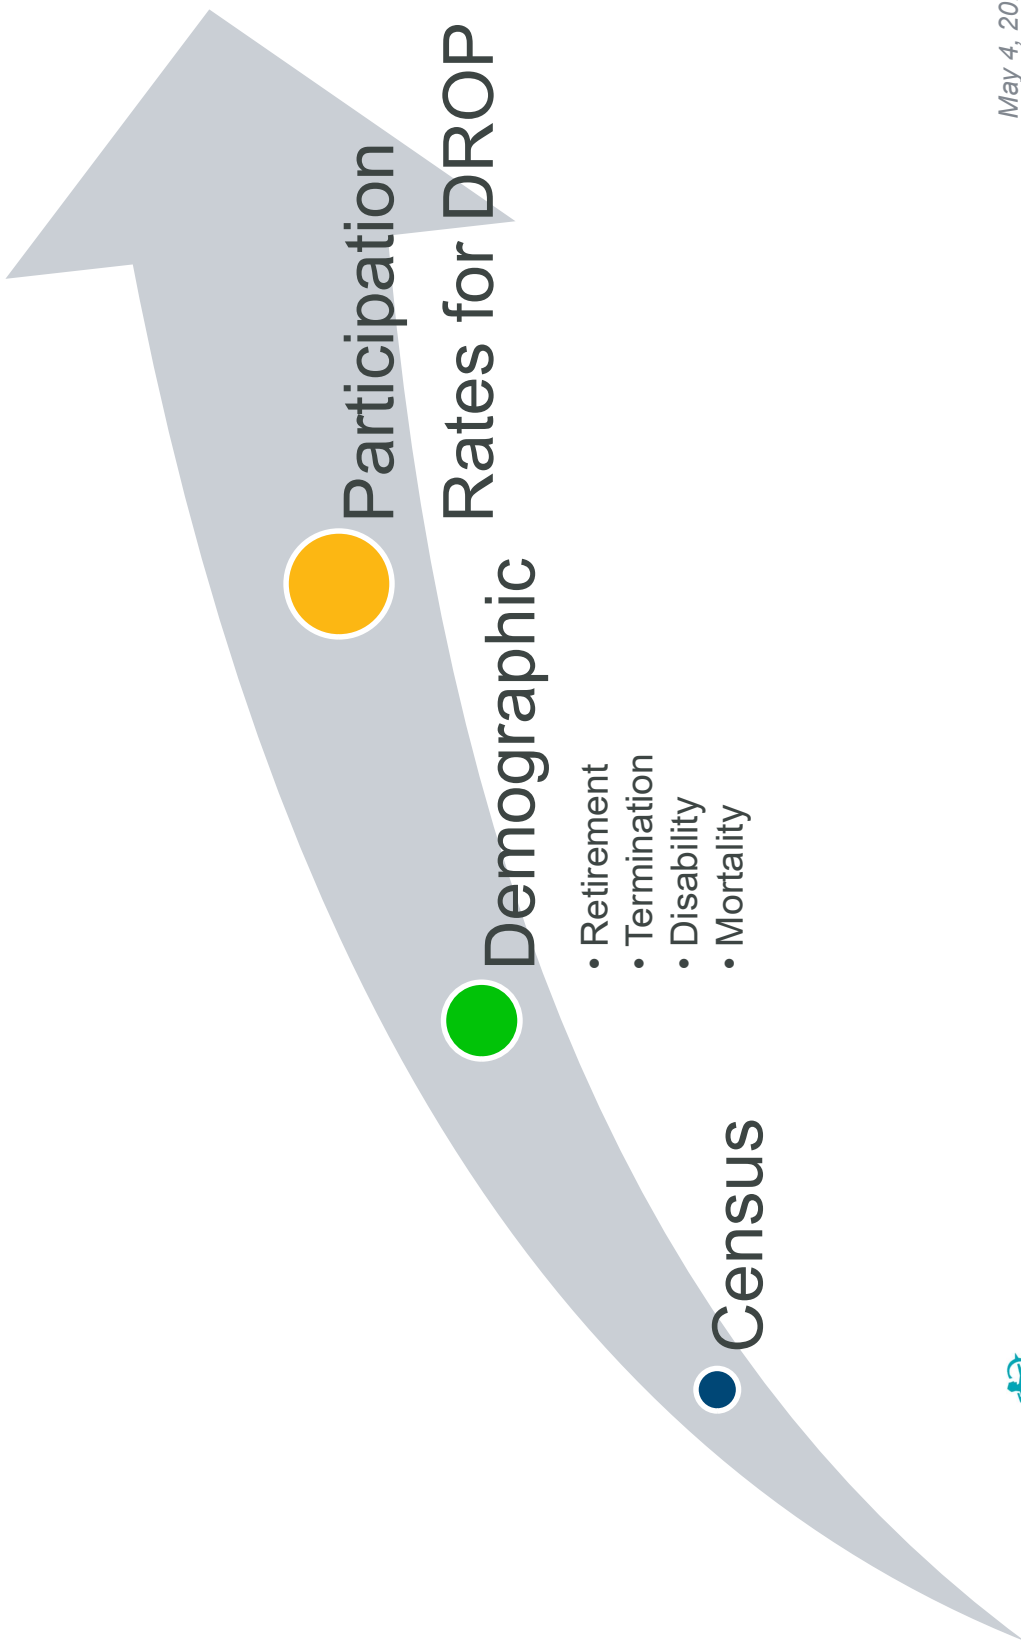 Participation
Rates for DROP
Demographic
• Retirement
• Termination
• Disability
• Mortality
Census
May 4, 20